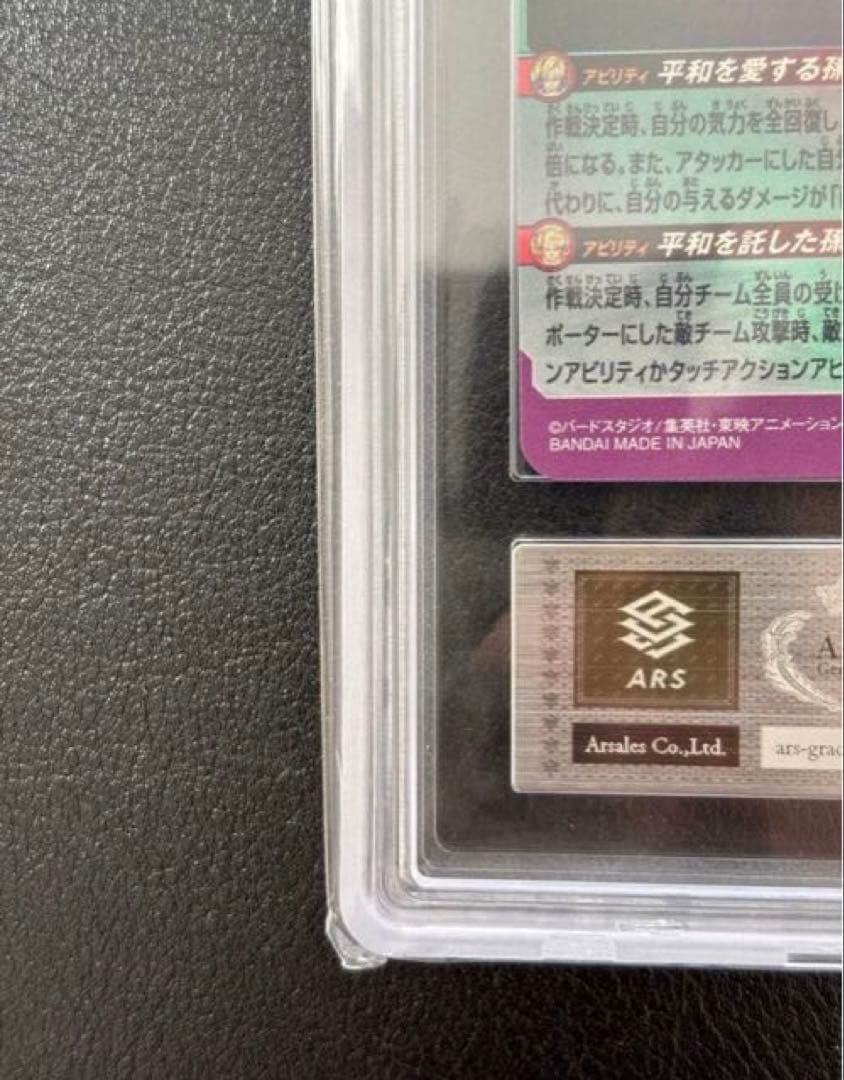 アビリティ 平和を愛する孫
作戦決定時、自分の気力を全回復し
倍になる。また、アタッカーにした自分
代わりに、自分の与えるダメージが「
アビリティ 平和を託した孫
作戦決定時、自分チーム全員の受け
ポーターにした敵チーム攻撃時、敵
ンアビリティかタッチアクションアビ
©バードスタジオ/集英社・東映アニメーション
BANDAI MADE IN JAPAN
ARS
Arsales Co.,Ltd.
ars-grad